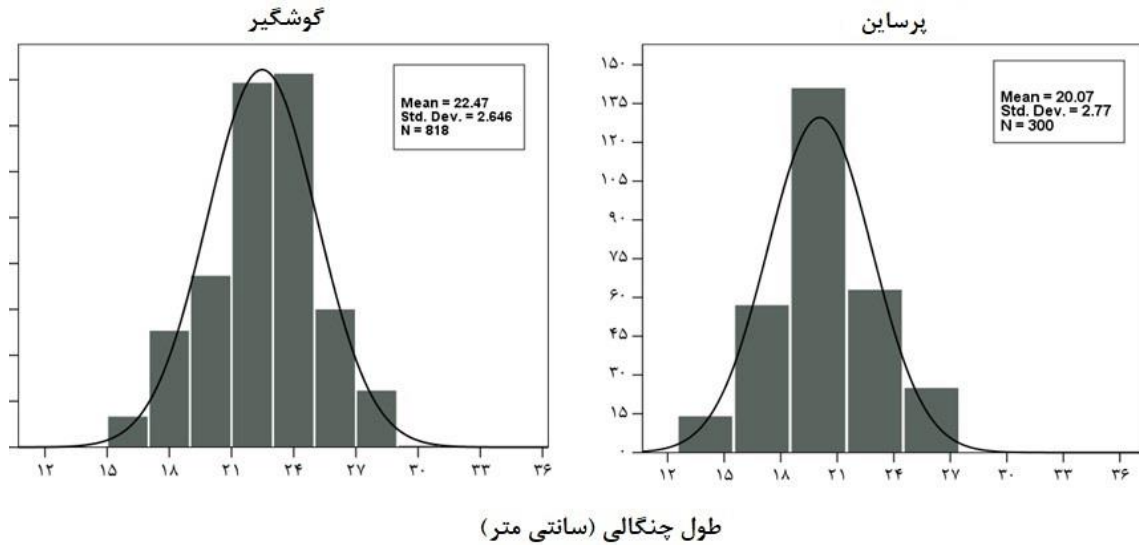 گوشگیر
پرساین
Mean = 22.47
Std. Dev. = 2.646
N = 818
Mean = 20.07
Std. Dev. = 2.77
N = 300
۱۵۰
۱۳۵
۱۲۰
۱۰۵
۹۰
۷۵
۶۰
۴۵
۳۰
۱۵
۰
۱۲ ۱۵ ۱۸ ۲۱ ۲۴ ۲۷ ۳۰ ۳۳ ۳۶
۱۲ ۱۵ ۱۸ ۲۱ ۲۴ ۲۷ ۳۰ ۳۳ ۳۶
طول چنگالی (سانتی متر)